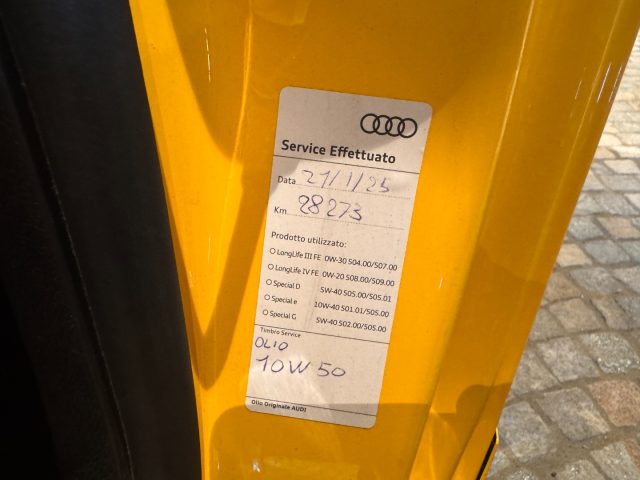 Service Effettuato
Data 21/1/25
Km 28273
Prodotto utilizzato:
LongLife III FE 0W-30 504.00/507.00
LongLife IV FE 0W-20 508.00/509.00
Special D 5W-40 505.00/505.01
Special e 10W-40 501.01/505.00
Special G 5W-40 502.00/505.00
Timbro Service
OLIO
10W50
Olio Originale AUDI